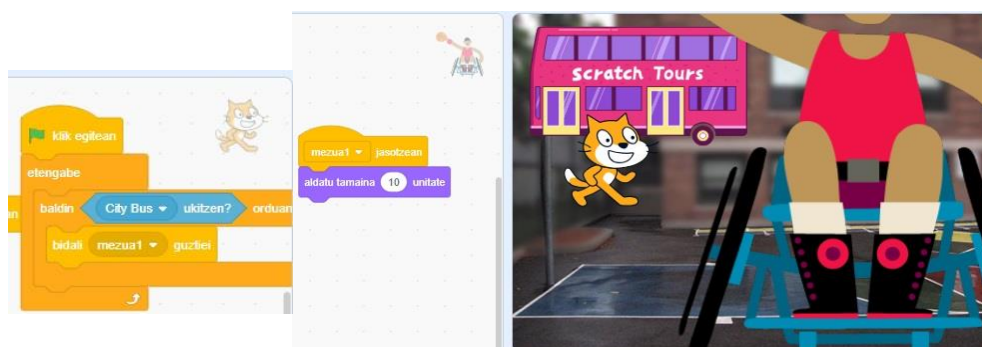 klik egitean
etengabe
baldin City Bus ukitzen? orduan
bidali mezua1 guztiei
mezua1 jasotzean
aldatu tamaina 10 unitate
Scratch Tours